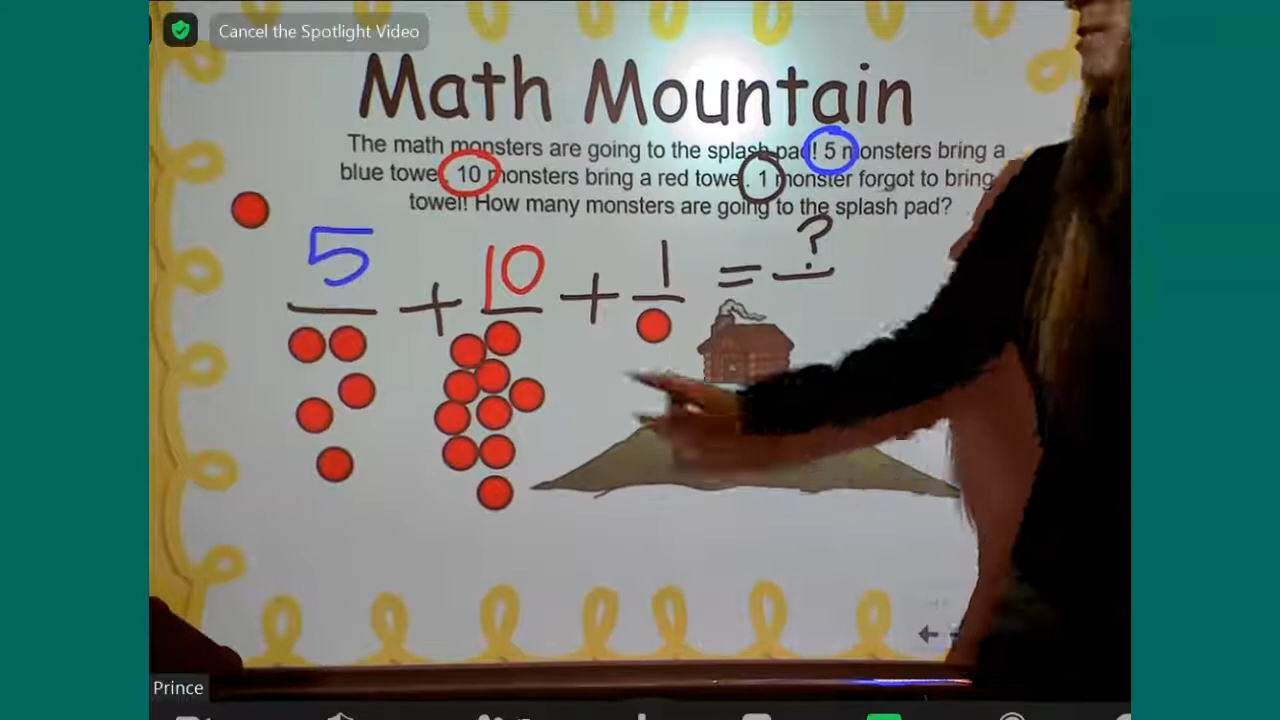 Cancel the Spotlight Video
Math Mountain
The math monsters are going to the splash pad! 5 monsters bring a
blue towel. 10 monsters bring a red towel. 1 monster forgot to bring
towel! How many monsters are going to the splash pad?
5 + 10 + 1 = ?
Prince